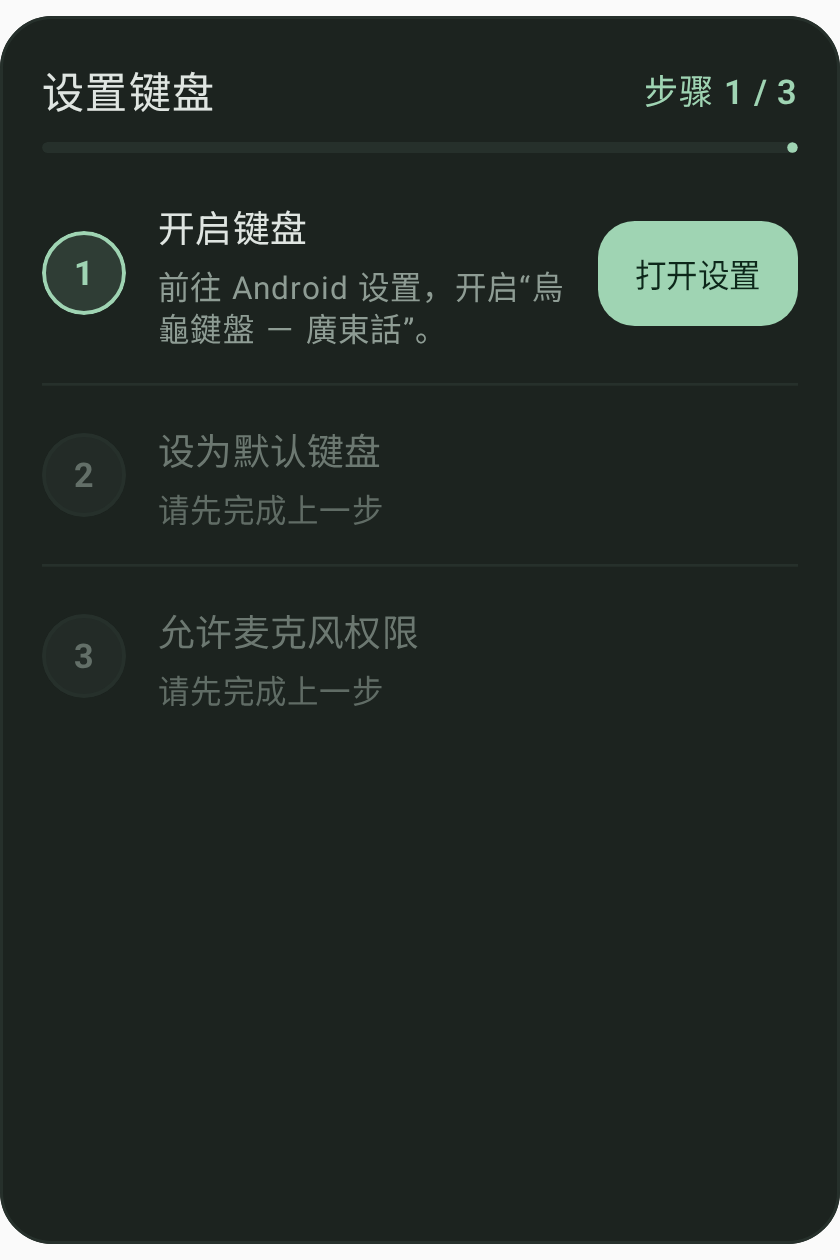 设置键盘
步骤 1 / 3
1
开启键盘
前往 Android 设置，开启“烏
龜鍵盤 — 廣東話”。
打开设置
2
设为默认键盘
请先完成上一步
3
允许麦克风权限
请先完成上一步